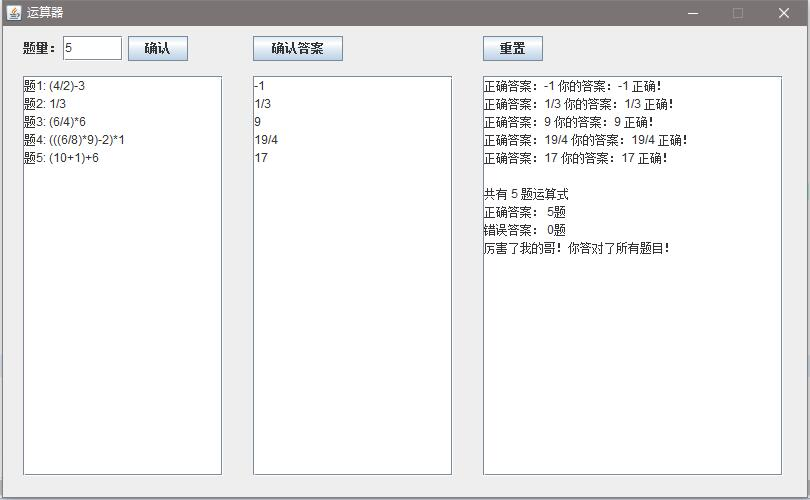 运算器
题量： 5 确认 确认答案 重置
题1: (4/2)-3
题2: 1/3
题3: (6/4)*6
题4: (((6/8)*9)-2)*1
题5: (10+1)+6
-1
1/3
9
19/4
17
正确答案：-1 你的答案：-1 正确！
正确答案：1/3 你的答案：1/3 正确！
正确答案：9 你的答案：9 正确！
正确答案：19/4 你的答案：19/4 正确！
正确答案：17 你的答案：17 正确！
共有 5 题运算式
正确答案： 5题
错误答案： 0题
厉害了我的哥！你答对了所有题目！